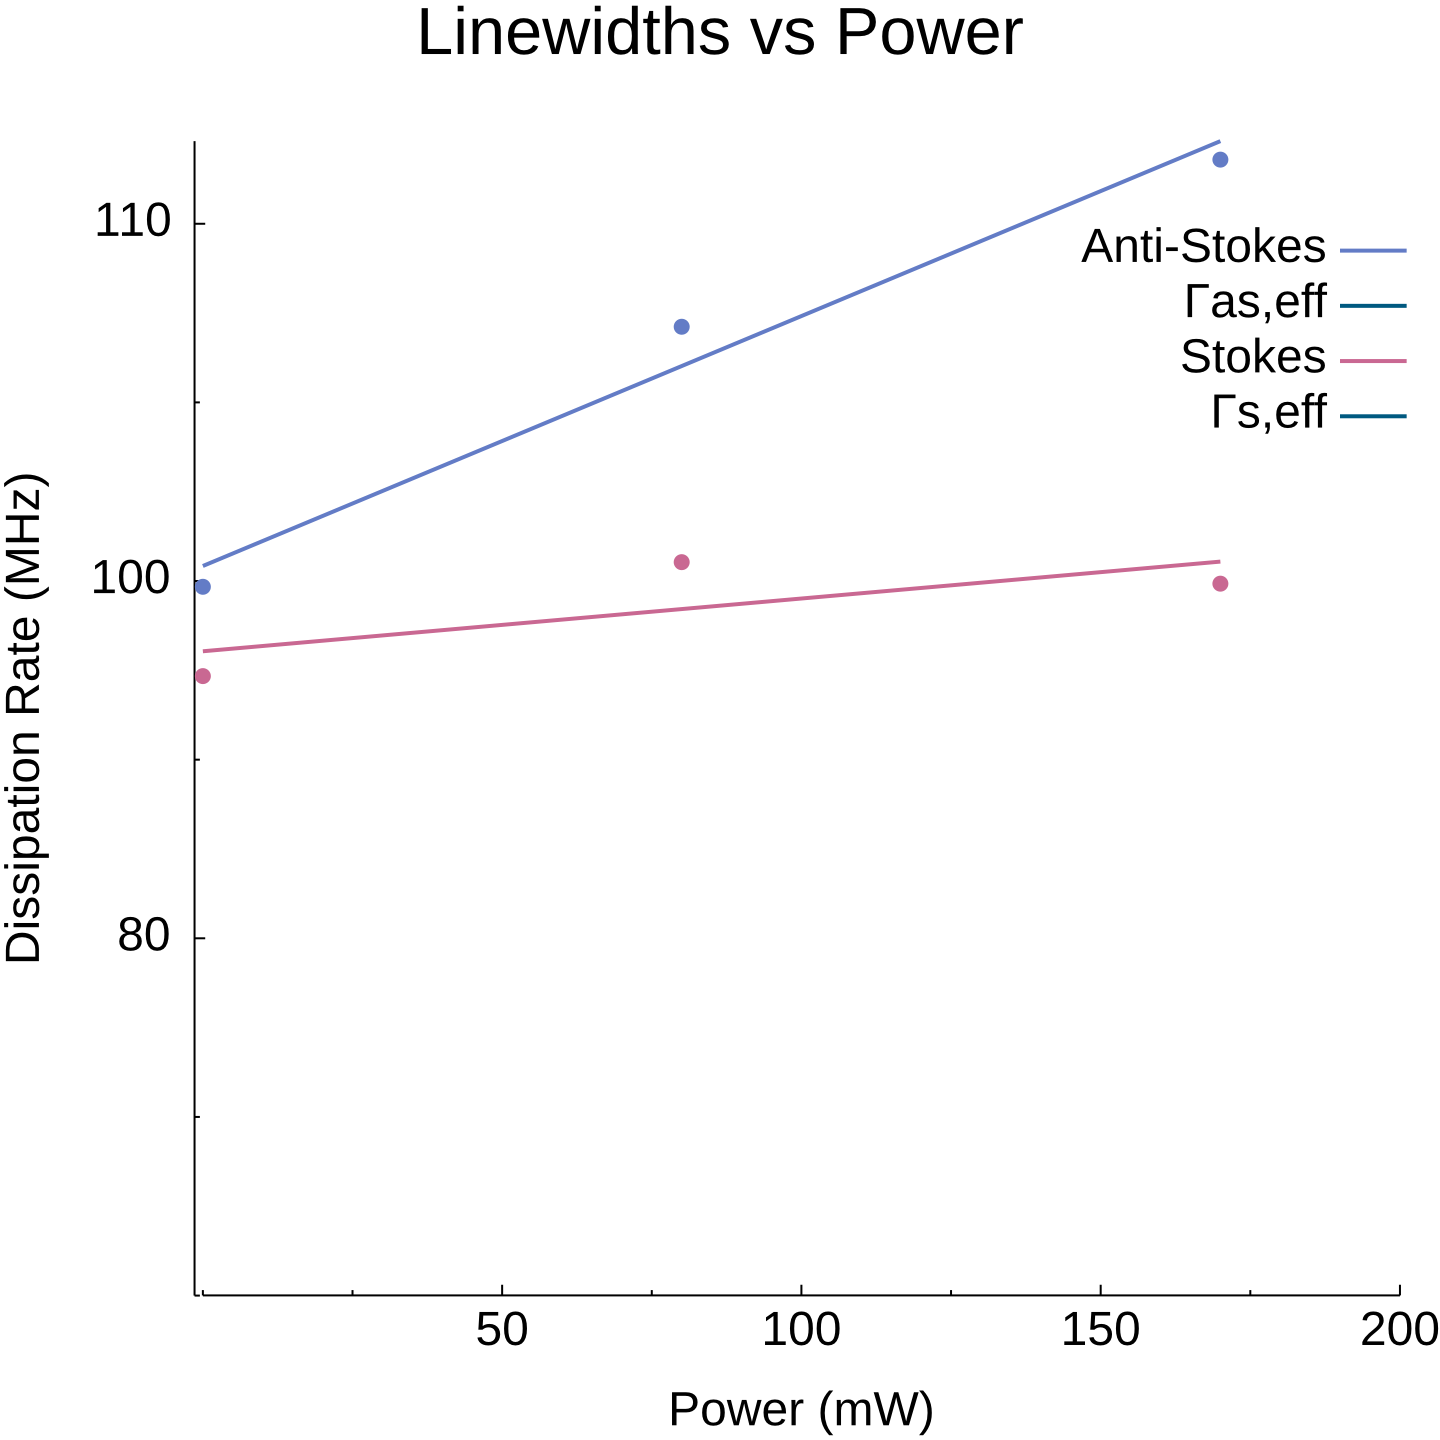 Linewidths vs Power
110
100
80
Dissipation Rate (MHz)
Anti-Stokes
Γas,eff
Stokes
Γs,eff
50
100
150
200
Power (mW)